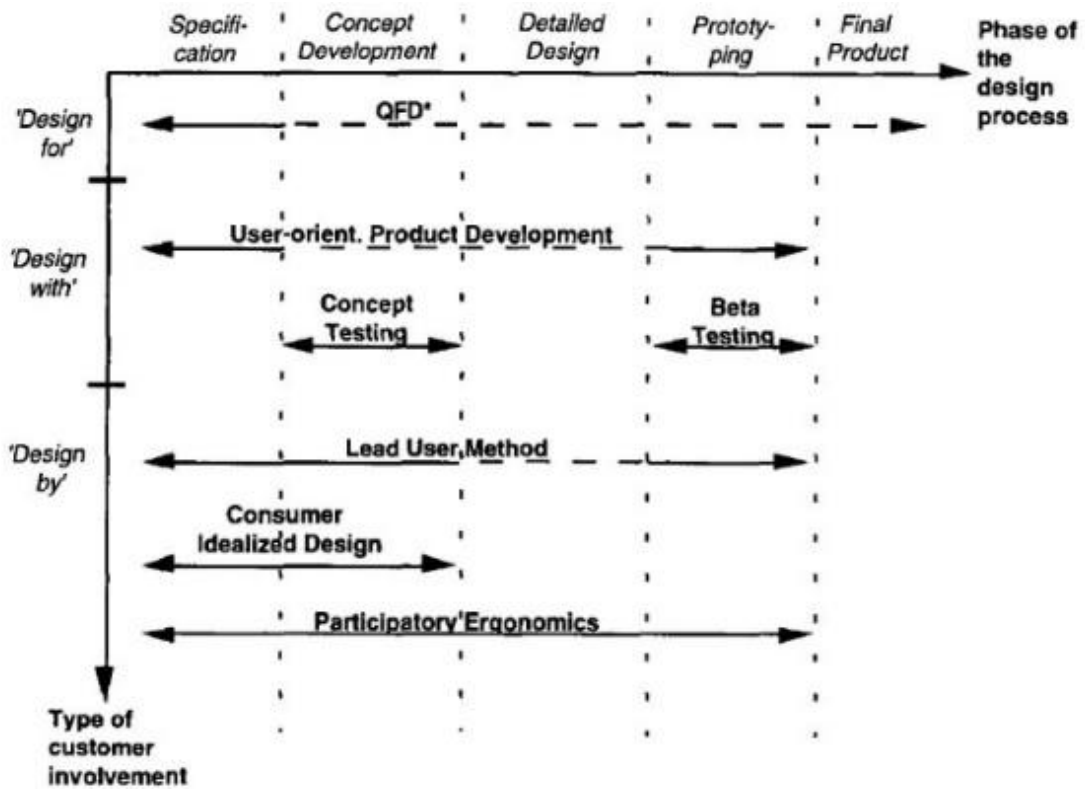 Specifi-
cation
Concept
Development
Detailed
Design
Prototy-
ping
Final
Product
Phase of
the
design
process
'Design
for'
QFD*
'Design
with'
User-orient. Product Development
Concept
Testing
Beta
Testing
'Design
by'
Lead User Method
Consumer
Idealized Design
Participatory Ergonomics
Type of
customer
involvement